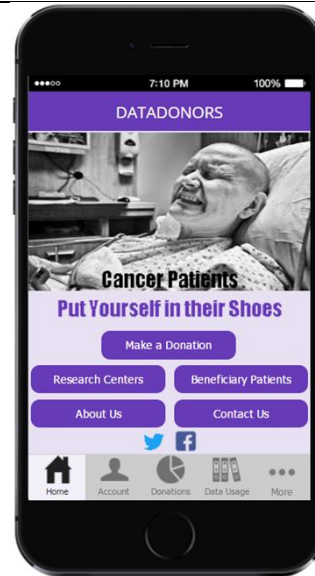 7:10 PM 100%
DATADONORS
Cancer Patients
Put Yourself in their Shoes
Make a Donation
Research Centers Beneficiary Patients
About Us Contact Us
Home Account Donations Data Usage More